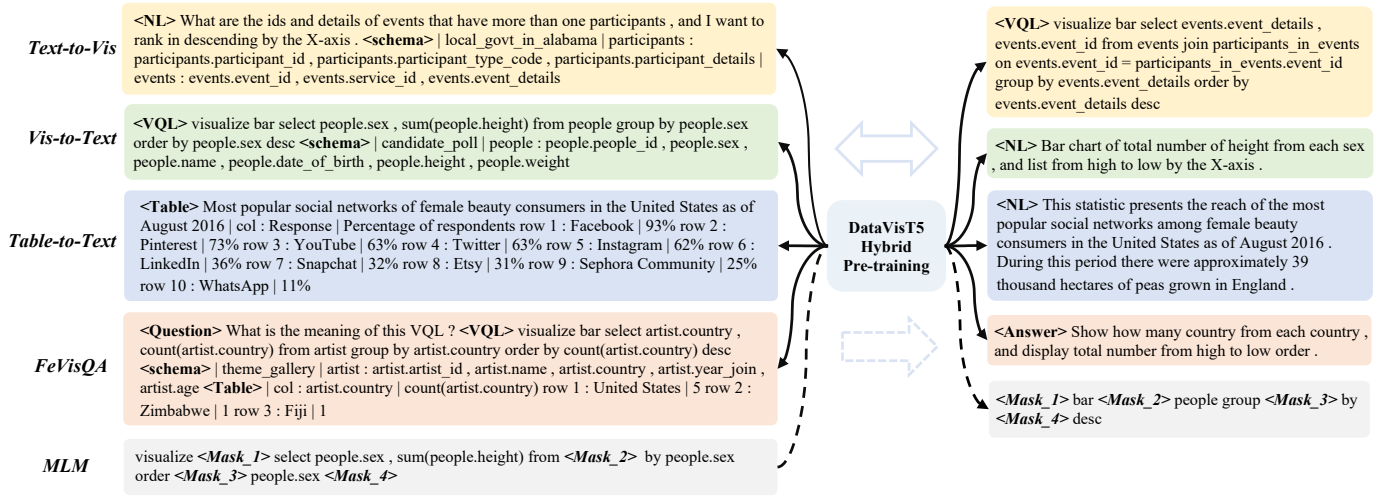 Text-to-Vis
<NL> What are the ids and details of events that have more than one participants , and I want to
rank in descending by the X-axis . <schema> | local_govt_in_alabama | participants :
participants.participant_id , participants.participant_type_code , participants.participant_details |
events : events.event_id , events.service_id , events.event_details
<VQL> visualize bar select events.event_details ,
events.event_id from events join participants_in_events
on events.event_id = participants_in_events.event_id
group by events.event_details order by
events.event_details desc
Vis-to-Text
<VQL> visualize bar select people.sex , sum(people.height) from people group by people.sex
order by people.sex desc <schema> | candidate_poll | people : people.people_id , people.sex ,
people.name , people.date_of_birth , people.height , people.weight
<NL> Bar chart of total number of height from each sex
, and list from high to low by the X-axis .
Table-to-Text
<Table> Most popular social networks of female beauty consumers in the United States as of
August 2016 | col : Response | Percentage of respondents row 1 : Facebook | 93% row 2 :
Pinterest | 73% row 3 : YouTube | 63% row 4 : Twitter | 63% row 5 : Instagram | 62% row 6 :
LinkedIn | 36% row 7 : Snapchat | 32% row 8 : Etsy | 31% row 9 : Sephora Community | 25%
row 10 : WhatsApp | 11%
DataVisT5
Hybrid
Pre-training
<NL> This statistic presents the reach of the most
popular social networks among female beauty
consumers in the United States as of August 2016 .
During this period there were approximately 39
thousand hectares of peas grown in England .
FeVisQA
<Question> What is the meaning of this VQL ? <VQL> visualize bar select artist.country ,
count(artist.country) from artist group by artist.country order by count(artist.country) desc
<schema> | theme_gallery | artist : artist.artist_id , artist.name , artist.country , artist.year_join ,
artist.age <Table> | col : artist.country | count(artist.country) row 1 : United States | 5 row 2 :
Zimbabwe | 1 row 3 : Fiji | 1
<Answer> Show how many country from each country ,
and display total number from high to low order .
MLM
visualize <Mask_1> select people.sex , sum(people.height) from <Mask_2> by people.sex
order <Mask_3> people.sex <Mask_4>
<Mask_1> bar <Mask_2> people group <Mask_3> by
<Mask_4> desc